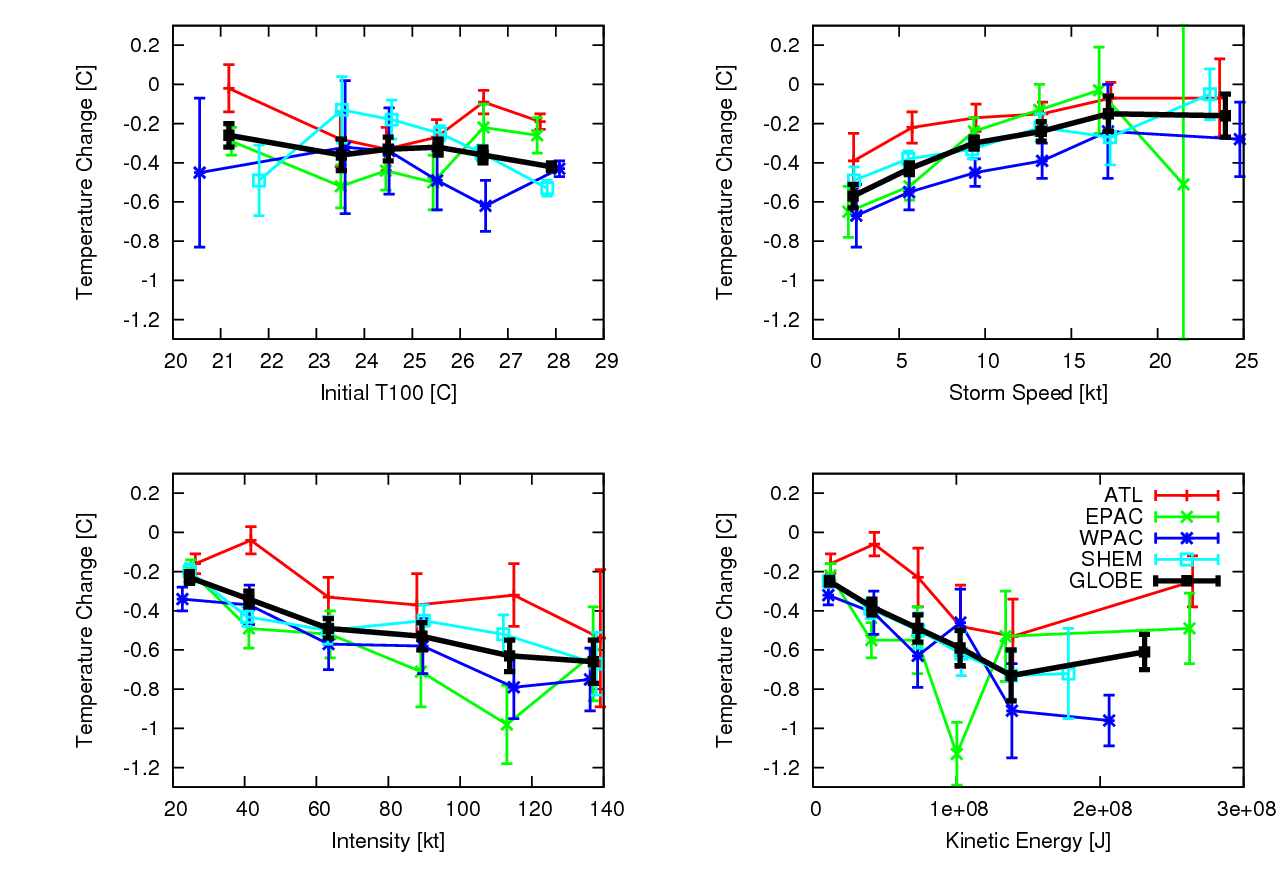 0.2
0
-0.2
-0.4
-0.6
-0.8
-1
-1.2
Temperature Change [C]
20 21 22 23 24 25 26 27 28 29
Initial T100 [C]
0.2
0
-0.2
-0.4
-0.6
-0.8
-1
-1.2
Temperature Change [C]
0 5 10 15 20 25
Storm Speed [kt]
0.2
0
-0.2
-0.4
-0.6
-0.8
-1
-1.2
Temperature Change [C]
20 40 60 80 100 120 140
Intensity [kt]
0.2
0
-0.2
-0.4
-0.6
-0.8
-1
-1.2
Temperature Change [C]
ATL
EPAC
WPAC
SHEM
GLOBE
0 1e+08 2e+08 3e+08
Kinetic Energy [J]